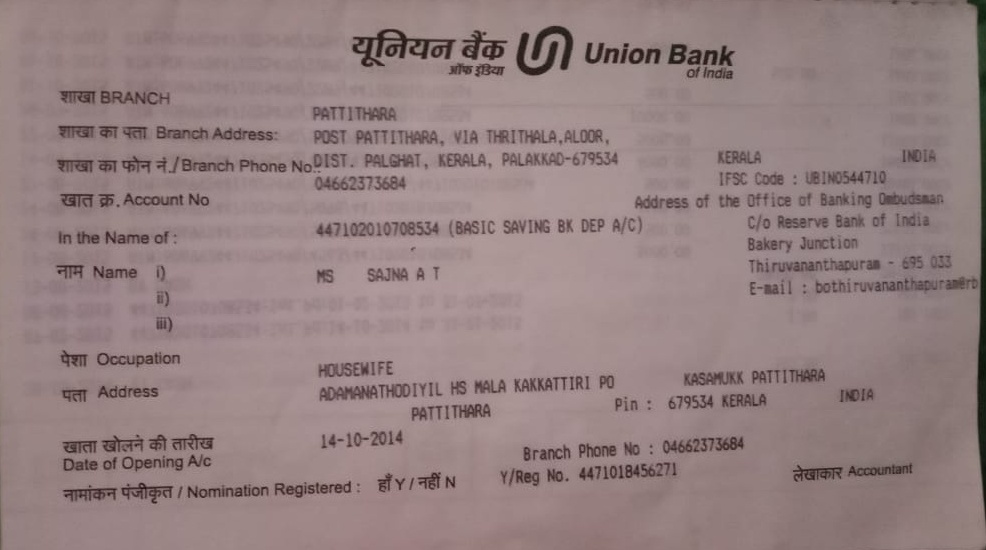 यूनियन बैंक Union Bank
ऑफ इंडिया of India
शाखा BRANCH
PATTITHARA
शाखा का पता Branch Address: POST PATTITHARA, VIA THRITHALA,ALOOR,
शाखा का फोन नं./Branch Phone No.: DIST. PALGHAT, KERALA, PALAKKAD-679534 KERALA INDIA
04662373684 IFSC Code : UBIN0544710
खात क्र. Account No Address of the Office of Banking Ombudsman
447102010708534 (BASIC SAVING BK DEP A/C) C/o Reserve Bank of India
In the Name of : Bakery Junction
नाम Name i) MS SAJNA A T Thiruvananthapuram - 695 033
ii) E-mail : bothiruvananthapuram@rb
iii)
पेशा Occupation HOUSEWIFE
पता Address ADAMANATHODIYIL HS MALA KAKKATTIRI PO KASAMUKK PATTITHARA
PATTITHARA Pin : 679534 KERALA INDIA
खाता खोलने की तारीख 14-10-2014
Date of Opening A/c Branch Phone No : 04662373684
नामांकन पंजीकृत / Nomination Registered : हाँ Y / नहीं N Y/Reg No. 4471018456271 लेखाकार Accountant